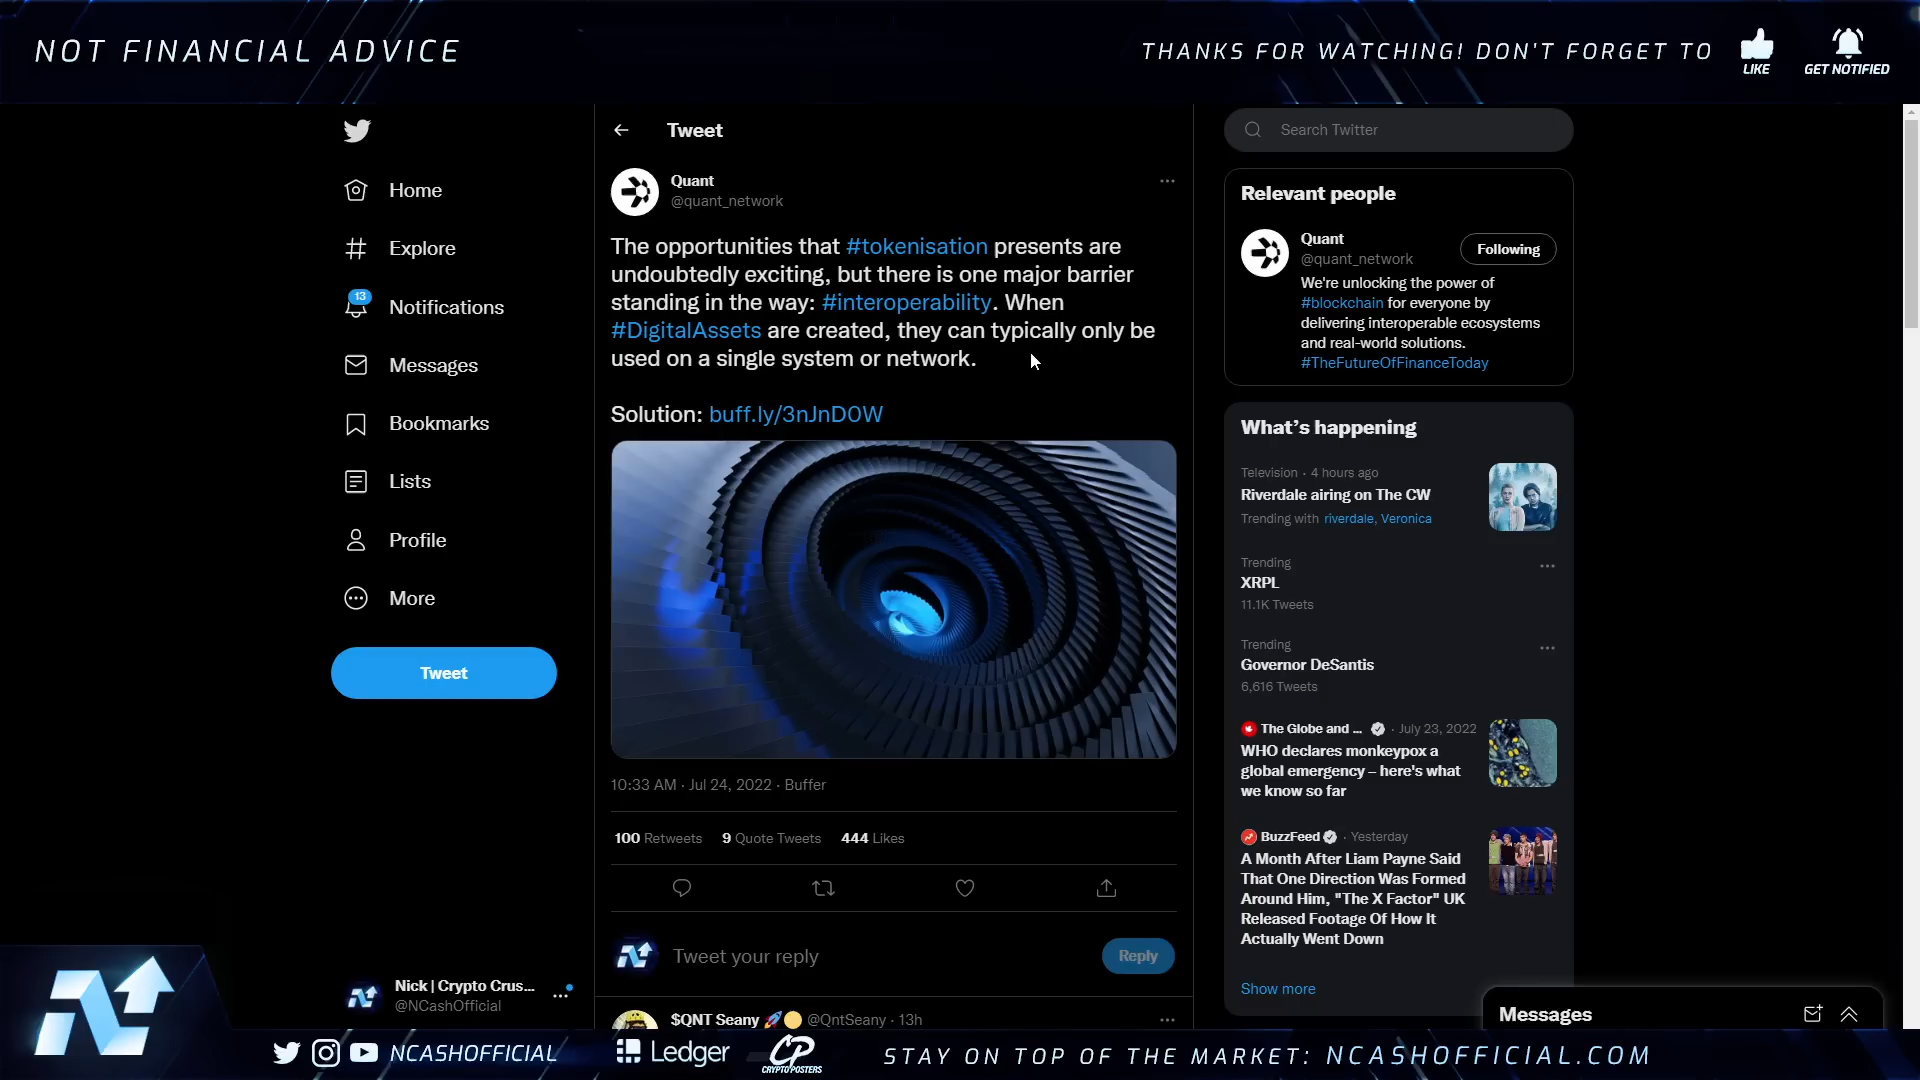 NOT FINANCIAL ADVICE
THANKS FOR WATCHING! DON'T FORGET TO
LIKE
GET NOTIFIED
Home
Explore
13
Notifications
Messages
Bookmarks
Lists
Profile
More
Tweet
Nick | Crypto Crus...
@NCashOfficial
Tweet
Quant
@quant_network
The opportunities that #tokenisation presents are
undoubtedly exciting, but there is one major barrier
standing in the way: #interoperability. When
#DigitalAssets are created, they can typically only be
used on a single system or network.
Solution: buff.ly/3nJnD0W
10:33 AM · Jul 24, 2022 · Buffer
100 Retweets 9 Quote Tweets 444 Likes
Tweet your reply
Reply
$QNT Seany @QntSeany · 13h
Search Twitter
Relevant people
Quant
@quant_network
Following
We're unlocking the power of
#blockchain for everyone by
delivering interoperable ecosystems
and real-world solutions.
#TheFutureOfFinanceToday
What's happening
Television · 4 hours ago
Riverdale airing on The CW
Trending with riverdale, Veronica
Trending
XRPL
11.1K Tweets
Trending
Governor DeSantis
6,616 Tweets
The Globe and ... · July 23, 2022
WHO declares monkeypox a
global emergency – here's what
we know so far
BuzzFeed · Yesterday
A Month After Liam Payne Said
That One Direction Was Formed
Around Him, "The X Factor" UK
Released Footage Of How It
Actually Went Down
Show more
Messages
NCASHOFFICIAL
Ledger
CP
CRYPTOPOSTERS
STAY ON TOP OF THE MARKET: NCASHOFFICIAL.COM